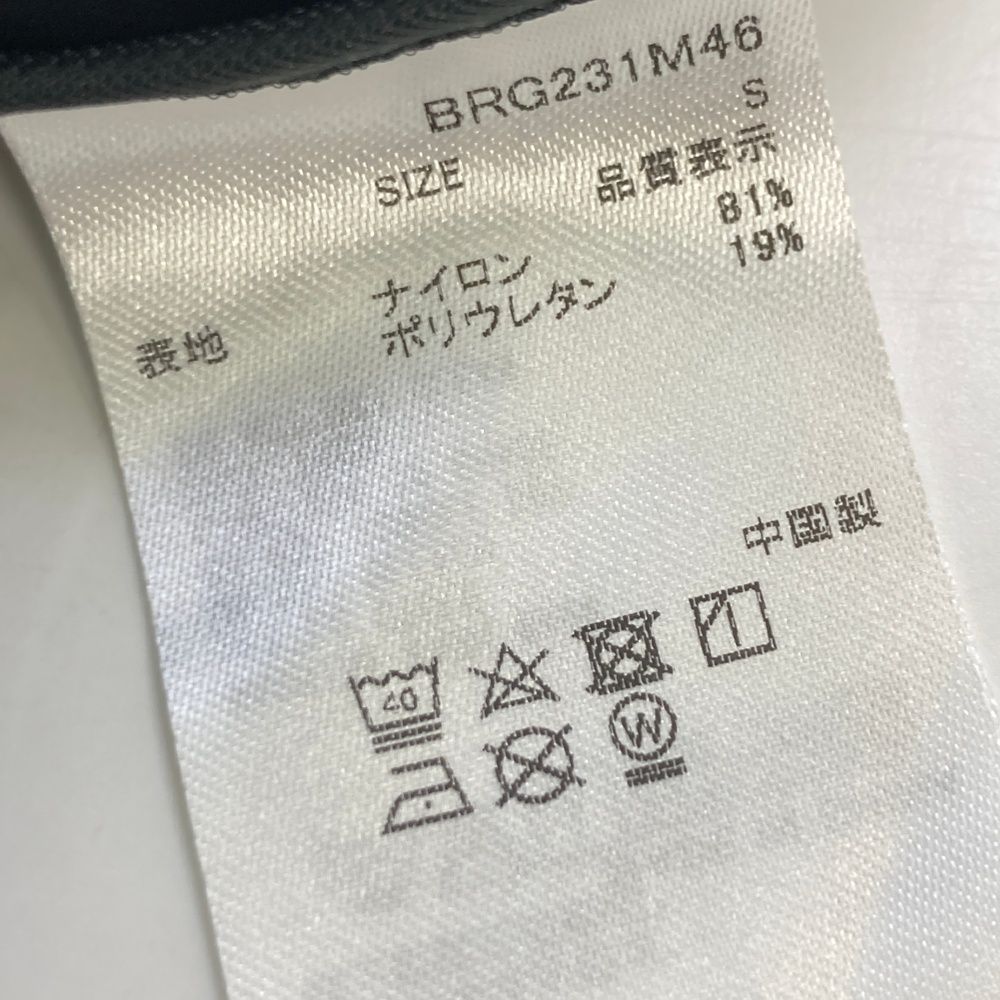 BRG231M46
SIZE S
品質表示
表地 ナイロン 81%
ポリウレタン 19%
中国製
40
W